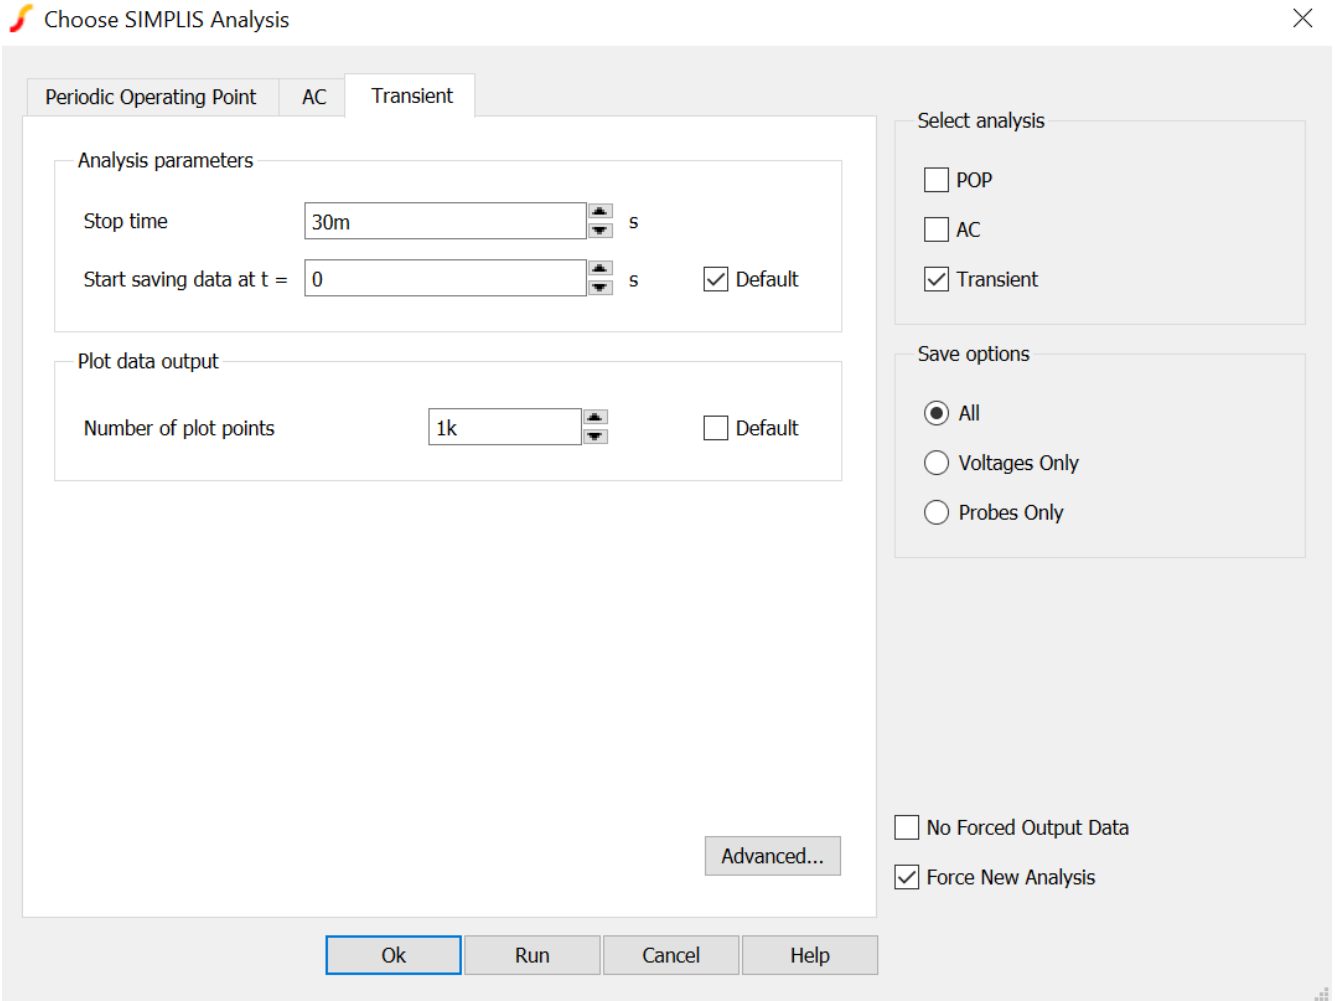 Choose SIMPLIS Analysis
Periodic Operating Point AC Transient
Analysis parameters
Stop time 30m s
Start saving data at t = 0 s Default
Plot data output
Number of plot points 1k Default
Advanced...
Select analysis
POP
AC
Transient
Save options
All
Voltages Only
Probes Only
No Forced Output Data
Force New Analysis
Ok Run Cancel Help